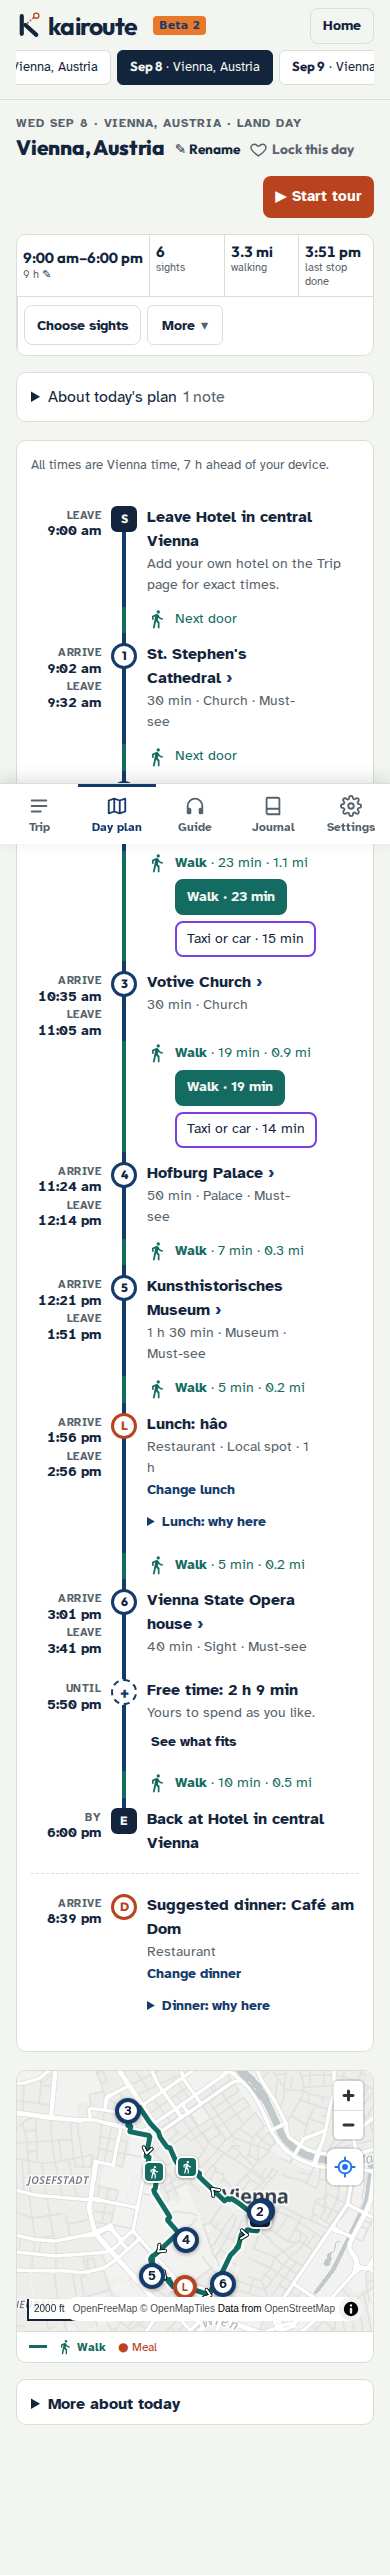 kairoute Beta 2 Home
Vienna, Austria Sep 8 · Vienna, Austria Sep 9 · Vienna
WED SEP 8 · VIENNA, AUSTRIA · LAND DAY
Vienna, Austria ✎ Rename Lock this day
▶ Start tour
9:00 am–6:00 pm 6 3.3 mi 3:51 pm
9 h ✎ sights walking last stop
done
Choose sights More ▾
▶ About today's plan 1 note
All times are Vienna time, 7 h ahead of your device.
LEAVE
9:00 am
S
Leave Hotel in central
Vienna
Add your own hotel on the Trip
page for exact times.
Next door
ARRIVE
9:02 am
LEAVE
9:32 am
1
St. Stephen's
Cathedral ›
30 min · Church · Must-
see
Next door
Trip Day plan Guide Journal Settings
Walk · 23 min · 1.1 mi
Walk · 23 min
Taxi or car · 15 min
ARRIVE
10:35 am
LEAVE
11:05 am
3
Votive Church ›
30 min · Church
Walk · 19 min · 0.9 mi
Walk · 19 min
Taxi or car · 14 min
ARRIVE
11:24 am
LEAVE
12:14 pm
4
Hofburg Palace ›
50 min · Palace · Must-
see
Walk · 7 min · 0.3 mi
ARRIVE
12:21 pm
LEAVE
1:51 pm
5
Kunsthistorisches
Museum ›
1 h 30 min · Museum ·
Must-see
Walk · 5 min · 0.2 mi
ARRIVE
1:56 pm
LEAVE
2:56 pm
L
Lunch: hâo
Restaurant · Local spot · 1
h
Change lunch
▶ Lunch: why here
Walk · 5 min · 0.2 mi
ARRIVE
3:01 pm
LEAVE
3:41 pm
6
Vienna State Opera
house ›
40 min · Sight · Must-see
UNTIL
5:50 pm
+
Free time: 2 h 9 min
Yours to spend as you like.
See what fits
Walk · 10 min · 0.5 mi
BY
6:00 pm
E
Back at Hotel in central
Vienna
ARRIVE
8:39 pm
D
Suggested dinner: Café am
Dom
Restaurant
Change dinner
▶ Dinner: why here
3
+
−
JOSEFSTADT
Vienna
2
4
5 L 6
2000 ft OpenFreeMap © OpenMapTiles Data from OpenStreetMap
Walk Meal
▶ More about today